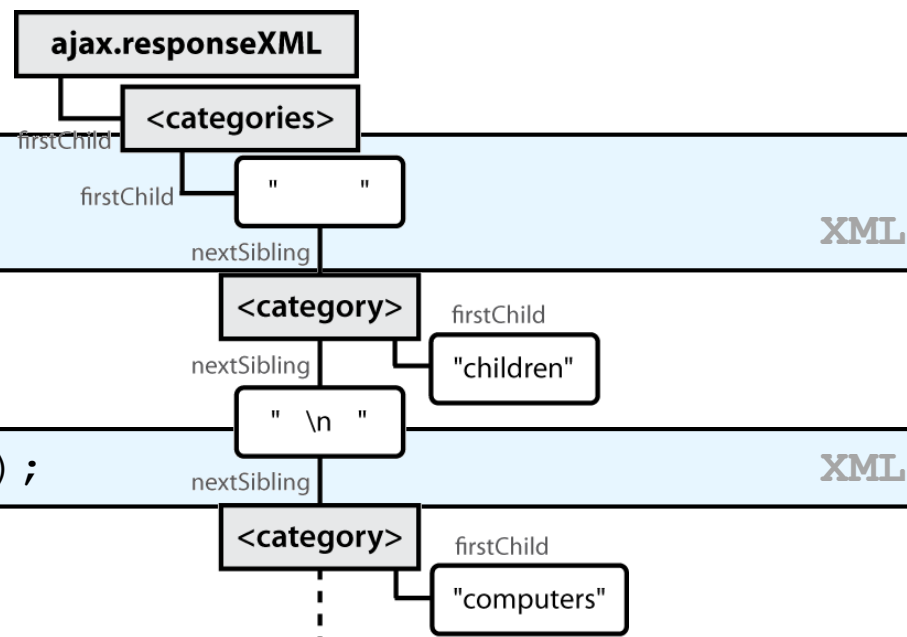 ajax.responseXML
<categories>
firstChild
firstChild
"        "
XML
nextSibling
<category>
firstChild
nextSibling
"children"
"  \n  "
) ;
XML
nextSibling
<category>
firstChild
"computers"